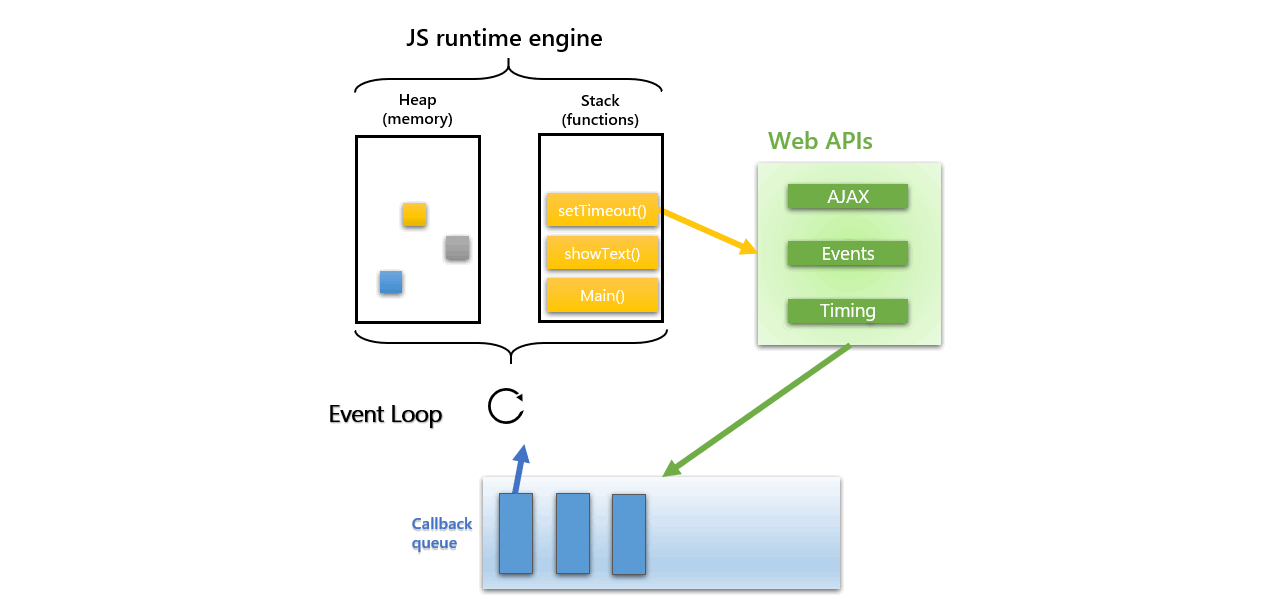 JS runtime engine
Heap
(memory)
Stack
(functions)
setTimeout()
showText()
Main()
Web APIs
AJAX
Events
Timing
Event Loop
Callback
queue